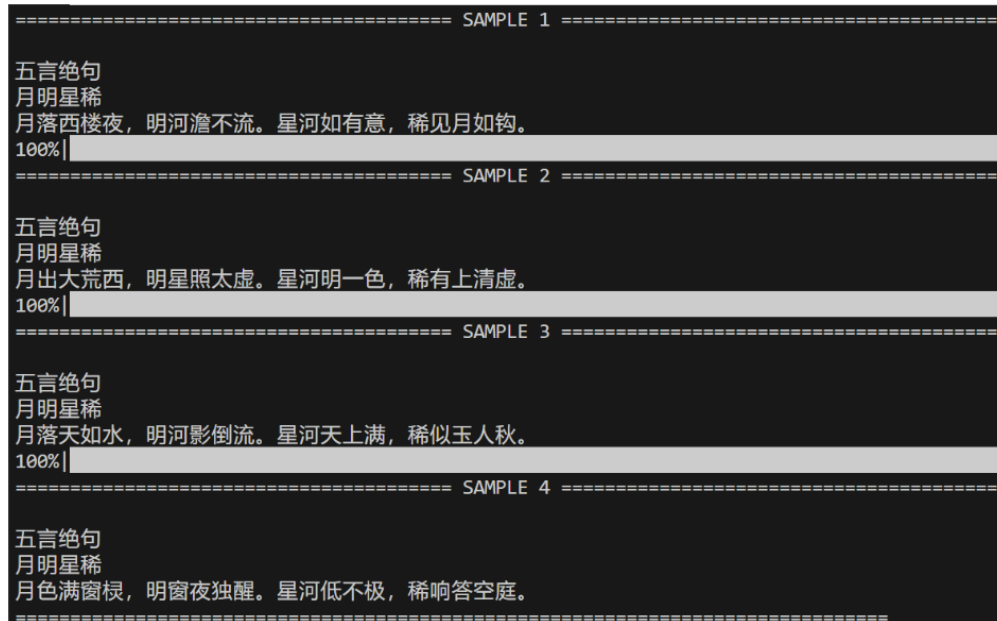 ======================================== SAMPLE 1 ========================================
五言绝句
月明星稀
月落西楼夜，明河澹不流。星河如有意，稀见月如钩。
100%|
======================================== SAMPLE 2 ========================================
五言绝句
月明星稀
月出大荒西，明星照太虚。星河明一色，稀有上清虚。
100%|
======================================== SAMPLE 3 ========================================
五言绝句
月明星稀
月落天如水，明河影倒流。星河天上满，稀似玉人秋。
100%|
======================================== SAMPLE 4 ========================================
五言绝句
月明星稀
月色满窗棂，明窗夜独醒。星河低不极，稀响答空庭。
================================================================================